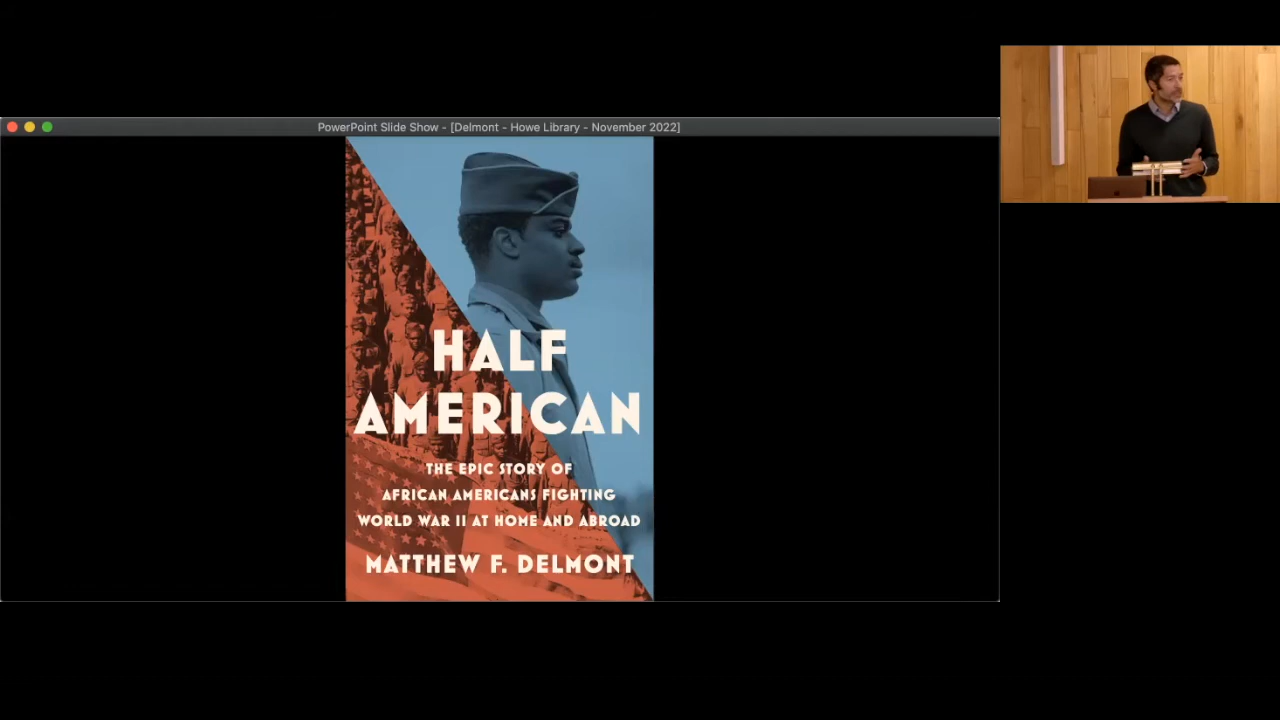 PowerPoint Slide Show - [Delmont - Howe Library - November 2022]
HALF
AMERICAN
THE EPIC STORY OF
AFRICAN AMERICANS FIGHTING
WORLD WAR II AT HOME AND ABROAD
MATTHEW F. DELMONT